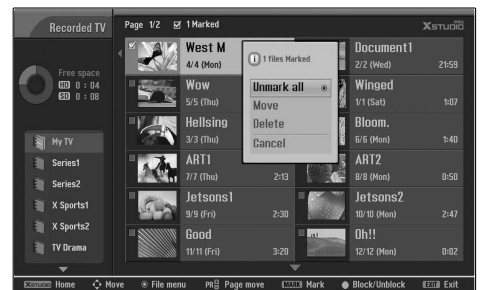 Recorded TV
Page 1/2 1 Marked
XSTUDIO PRO
Free space
HD 0 : 04
SD 0 : 08
My TV
Series1
Series2
X Sports1
X Sports2
TV Drama
West M
4/4 (Mon)
Wow
5/5 (Thu)
Hellsing
3/3 (Thu)
ART1
7/7 (Thu) 2:13
Jetsons1
9/9 (Fri) 2:30
Good
11/11 (Fri) 3:20
1 files Marked
Unmark all
Move
Delete
Cancel
Document1
2/2 (Wed) 21:59
Winged
1/1 (Sat) 1:07
Bloom.
6/6 (Mon) 1:40
ART2
8/8 (Mon) 0:50
Jetsons2
10/10 (Mon) 2:47
Oh!!
12/12 (Mon) 0:02
XSTUDIO Home Move File menu PR Page move MARK Mark Block/Unblock EXIT Exit